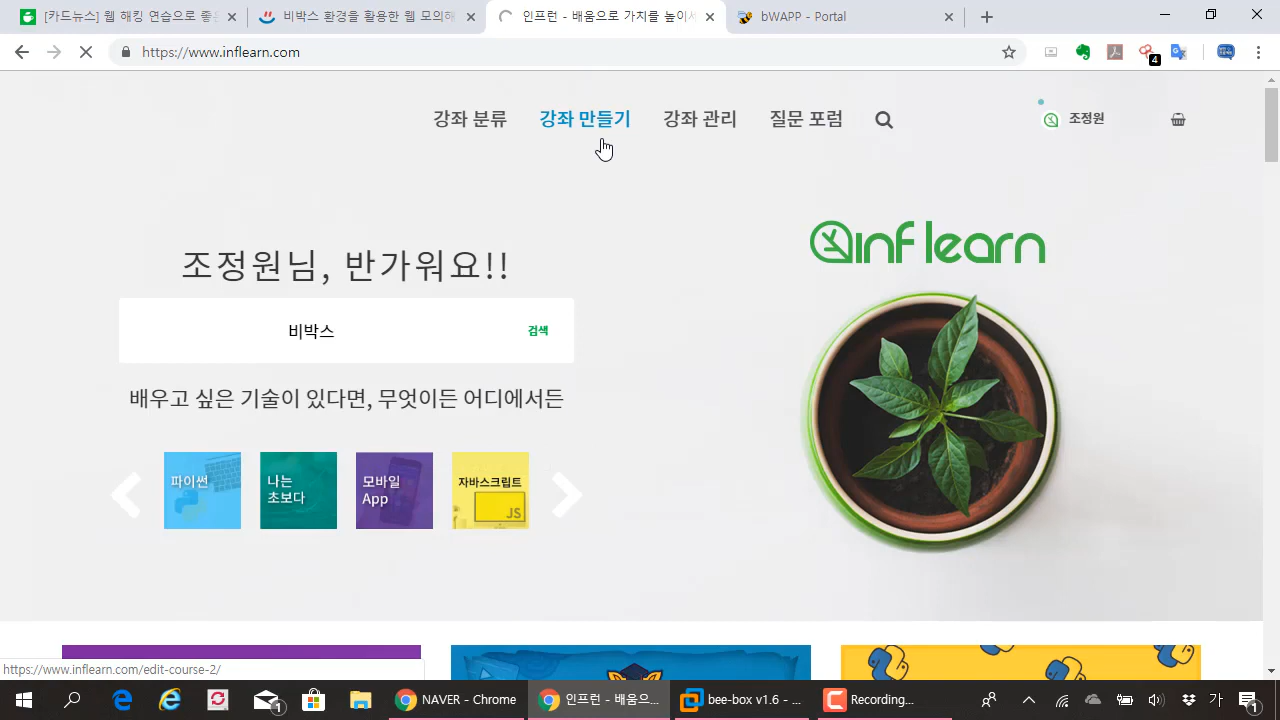 [카드뉴스] 웹 해킹 연습으로 좋은
비박스 환경을 활용한 웹 모의해
인프런 - 배움으로 가치를 높이세
bWAPP - Portal
https://www.inflearn.com
4
강좌 분류
강좌 만들기
강좌 관리
질문 포럼
조정원
inf learn
조정원님, 반가워요!!
비박스
검색
배우고 싶은 기술이 있다면, 무엇이든 어디에서든
파이썬
나는
초보다
모바일
App
자바스크립트
JS
https://www.inflearn.com/edit-course-2/
1
NAVER - Chrome
인프런 - 배움으...
bee-box v1.6 - ...
Recording...
가
1